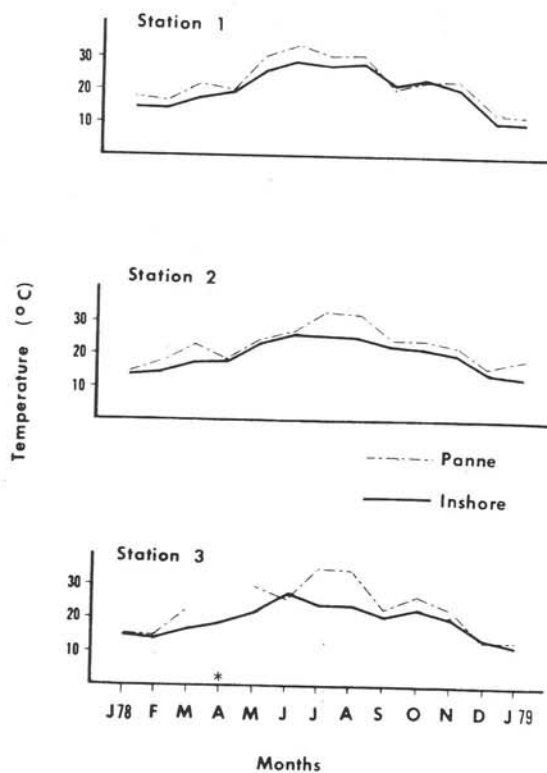 Station 1
30
20
10
Station 2
30
20
10
Temperature (°C)
Panne
Inshore
Station 3
30
20
10
*
J78 F M A M J J A S O N D J79
Months